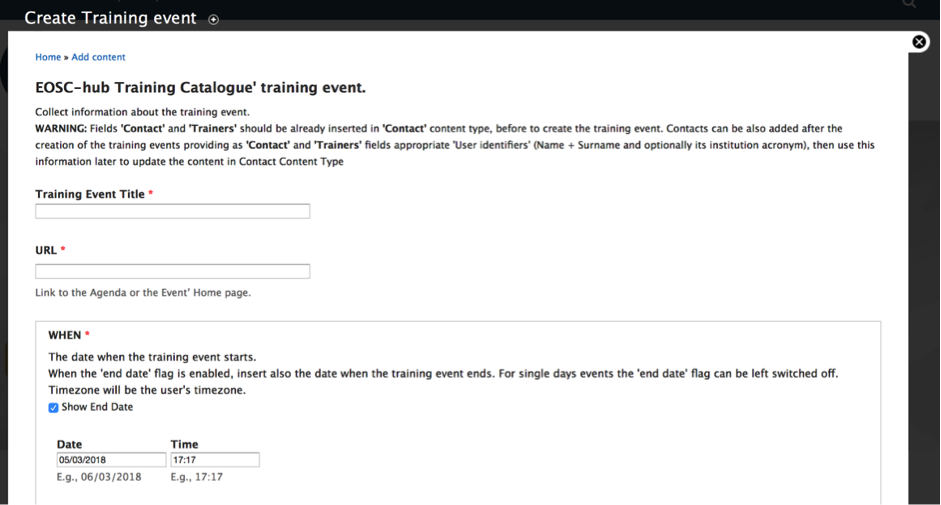 Create Training event
Home » Add content
EOSC-hub Training Catalogue' training event.
Collect information about the training event.
WARNING: Fields 'Contact' and 'Trainers' should be already inserted in 'Contact' content type, before to create the training event. Contacts can be also added after the
creation of the training events providing as 'Contact' and 'Trainers' fields appropriate 'User identifiers' (Name + Surname and optionally its institution acronym), then use this
information later to update the content in Contact Content Type
Training Event Title *
URL *
Link to the Agenda or the Event' Home page.
WHEN *
The date when the training event starts.
When the 'end date' flag is enabled, insert also the date when the training event ends. For single days events the 'end date' flag can be left switched off.
Timezone will be the user's timezone.
Show End Date
Date Time
05/03/2018 17:17
E.g., 06/03/2018 E.g., 17:17